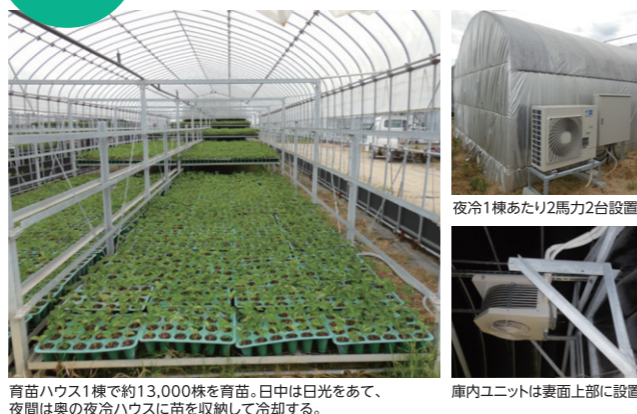 夜冷1棟あたり2馬力2台設置
育苗ハウス1棟で約13,000株を育苗。日中は日光をあて、
夜間は奥の夜冷ハウスに苗を収納して冷却する。
庫内ユニットは妻面上部に設置